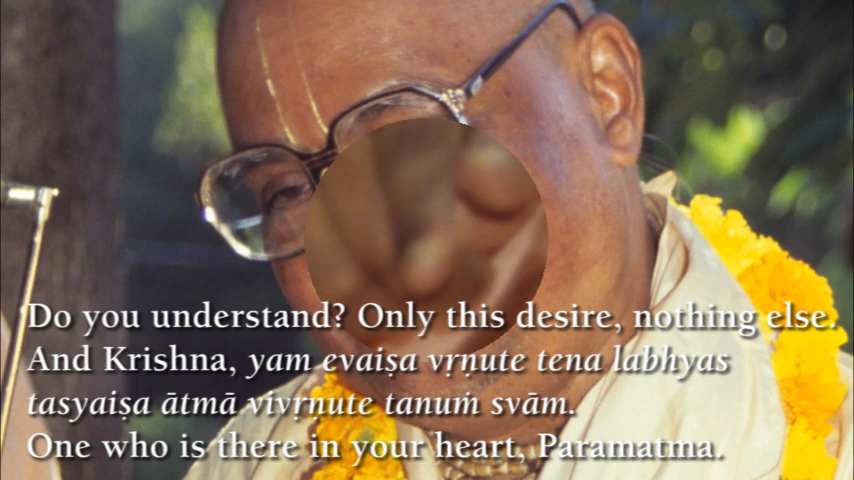 Do you understand? Only this desire, nothing else.
And Krishna, yam evaiṣa vṛṇute tena labhyas
tasyaiṣa ātmā vivṛṇute tanuṁ svām.
One who is there in your heart, Paramatma.